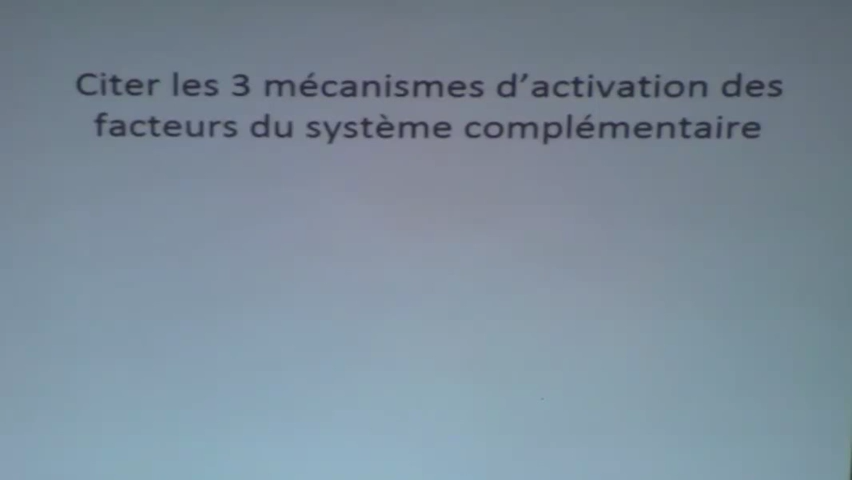 Citer les 3 mécanismes d’activation des
facteurs du système complémentaire